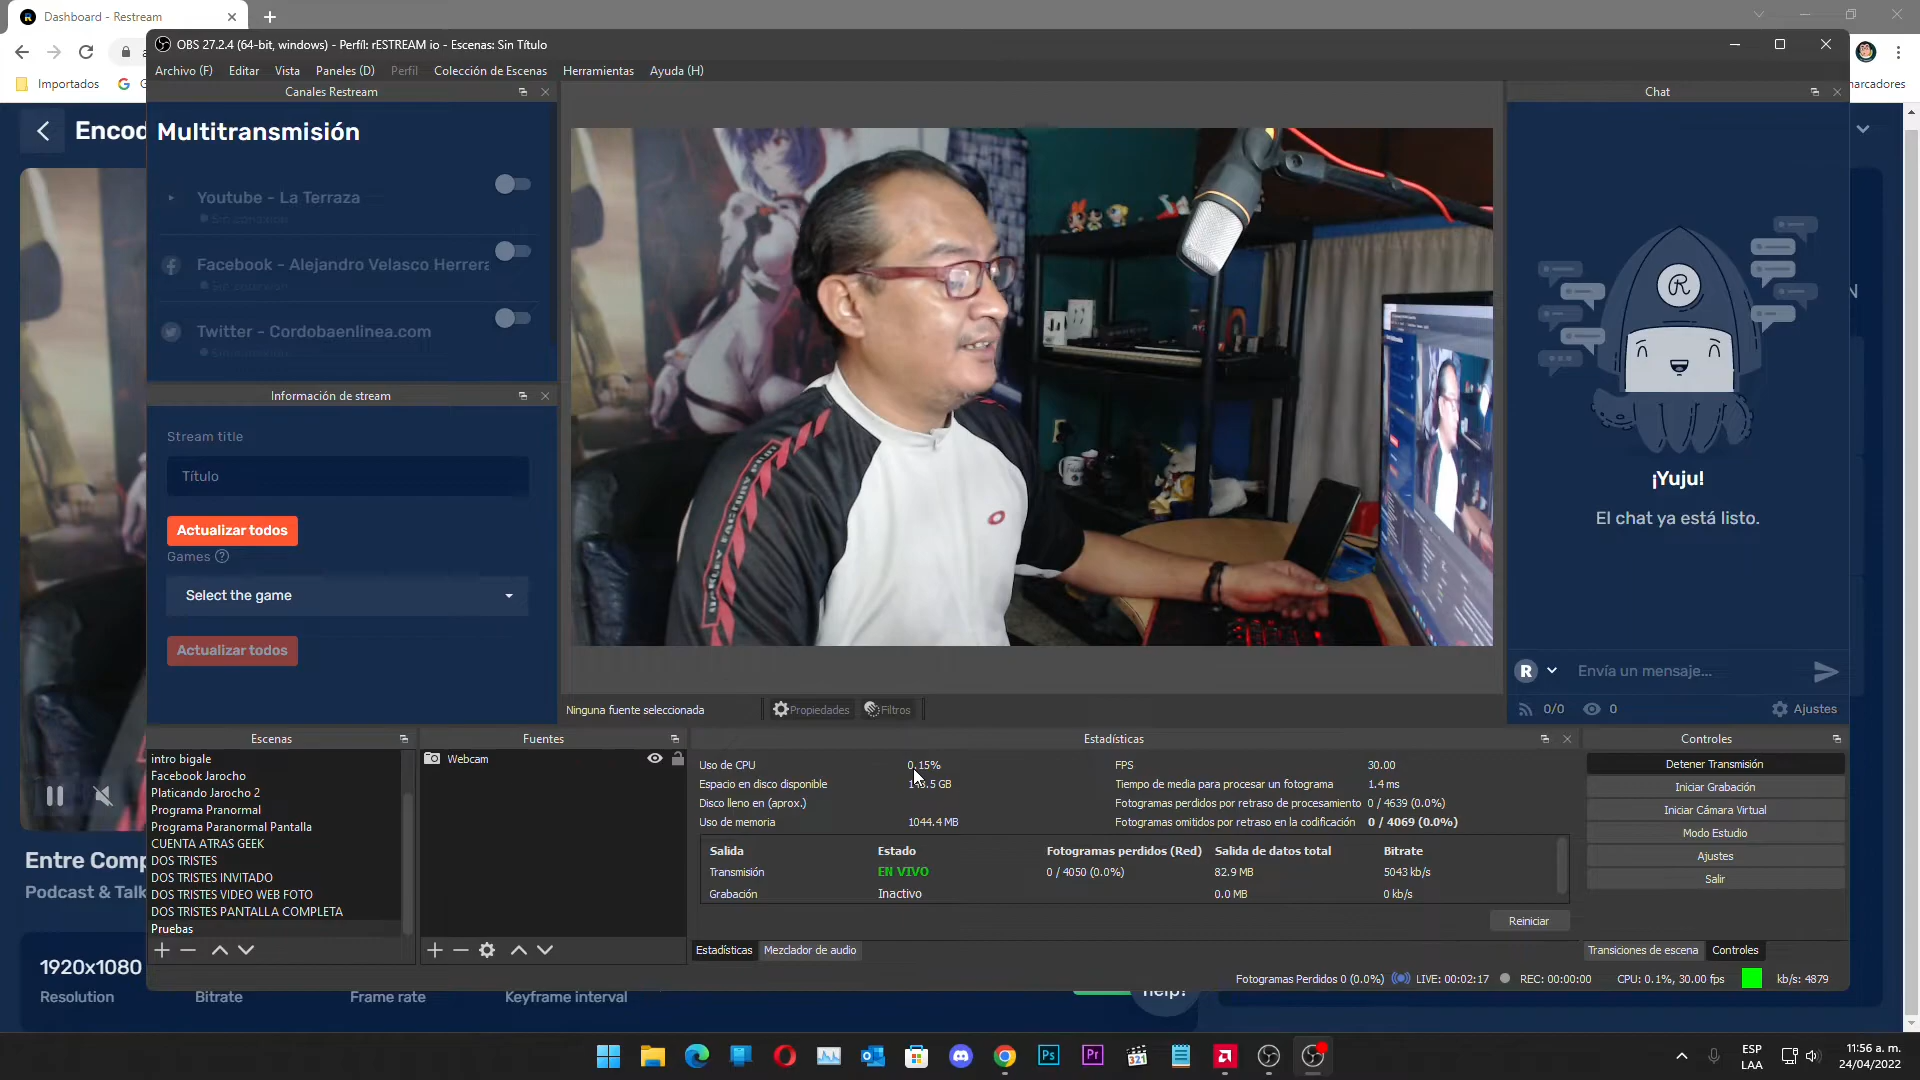 Dashboard - Restream
OBS 27.2.4 (64-bit, windows) - Perfil: rESTREAM io - Escenas: Sin Título
Archivo (F)
Editar
Vista
Paneles (D)
Perfil
Colección de Escenas
Herramientas
Ayuda (H)
Importados
Canales Restream
Chat
Multitransmisión
Youtube - La Terraza
Sin conexion
Facebook - Alejandro Velasco Herrera
Sin conexion
Twitter - Cordobaenlinea.com
Sin conexion
Información de stream
Stream title
Título
Actualizar todos
Games
Select the game
Actualizar todos
¡Yuju!
El chat ya está listo.
R
Envía un mensaje...
0/0
0
Ajustes
Ninguna fuente seleccionada
Propiedades
Filtros
Escenas
intro bigale
Facebook Jarocho
Platicando Jarocho 2
Programa Pranormal
Programa Paranormal Pantalla
CUENTA ATRAS GEEK
DOS TRISTES
DOS TRISTES INVITADO
DOS TRISTES VIDEO WEB FOTO
DOS TRISTES PANTALLA COMPLETA
Pruebas
Fuentes
Webcam
Estadísticas
Uso de CPU 0.15%
Espacio en disco disponible
Disco lleno en (aprox.)
Uso de memoria 1044.4 MB
FPS 30.00
Tiempo de media para procesar un fotograma 1.4 ms
Fotogramas perdidos por retraso de procesamiento 0 / 4639 (0.0%)
Fotogramas omitidos por retraso en la codificación 0 / 4069 (0.0%)
Salida Estado Fotogramas perdidos (Red) Salida de datos total Bitrate
Transmisión EN VIVO 0 / 4050 (0.0%) 82.9 MB 5043 kb/s
Grabación Inactivo 0.0 MB 0 kb/s
Reiniciar
Estadísticas
Mezclador de audio
Controles
Detener Transmisión
Iniciar Grabación
Iniciar Cámara Virtual
Modo Estudio
Ajustes
Salir
Transiciones de escena
Controles
Fotogramas Perdidos 0 (0.0%)
LIVE: 00:02:17
REC: 00:00:00
CPU: 0.1%, 30.00 fps
kb/s: 4879
1920x1080
Resolution
Bitrate
Frame rate
Keyframe interval
help?
ESP
LAA
11:56 a. m.
24/04/2022